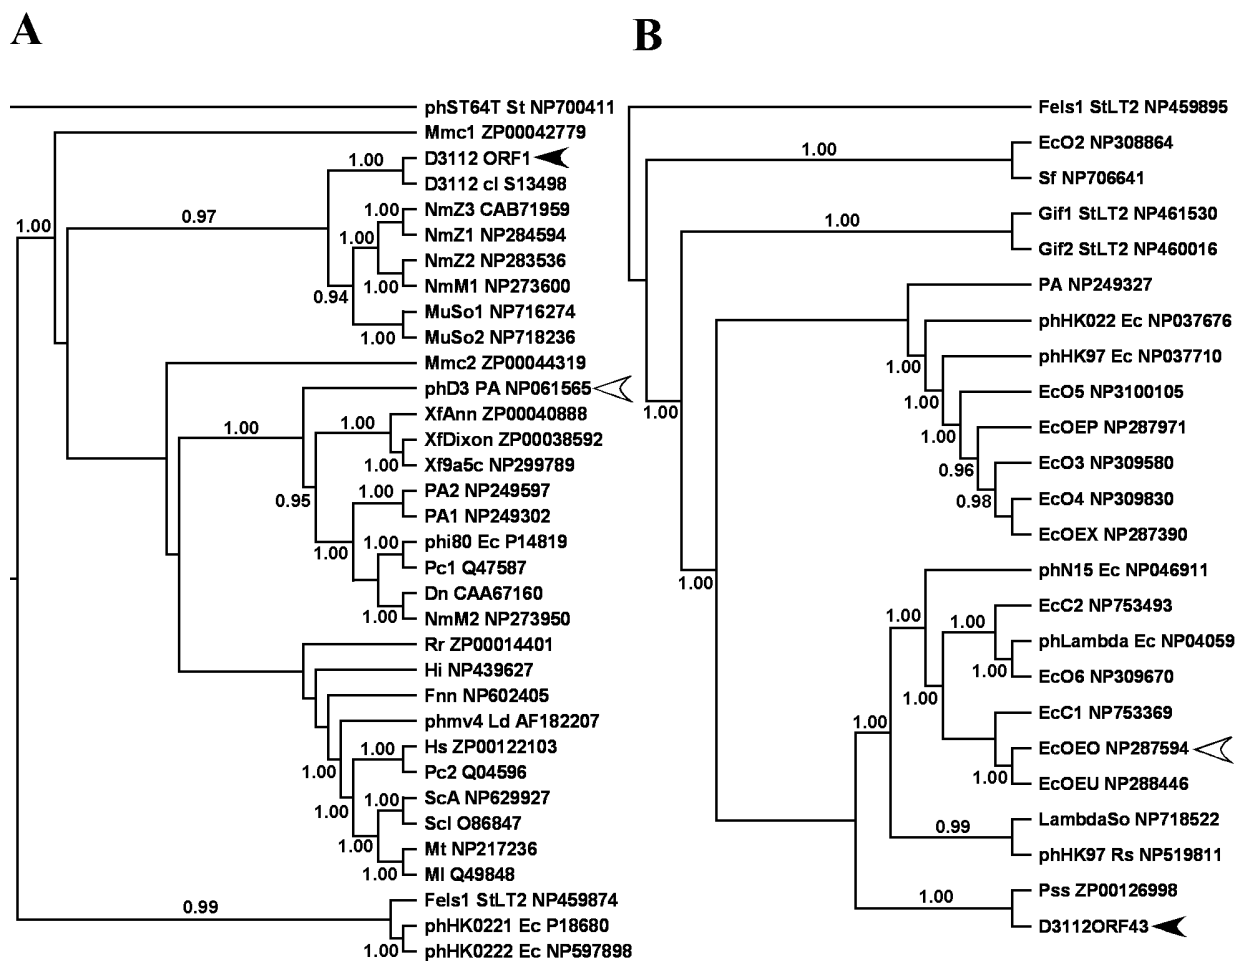 A
B
phST64T St NP700411
Mmc1 ZP00042779
1.00
D3112 ORF1
D3112 cI S13498
1.00
0.97
1.00
NmZ3 CAB71959
NmZ1 NP284594
1.00
NmZ2 NP283536
1.00
NmM1 NP273600
0.94
MuSo1 NP716274
1.00
MuSo2 NP718236
Mmc2 ZP00044319
phD3 PA NP061565
1.00
1.00
XfAnn ZP00040888
XfDixon ZP00038592
1.00
Xf9a5c NP299789
0.95
1.00
PA2 NP249597
PA1 NP249302
1.00
1.00
phi80 Ec P14819
Pc1 Q47587
Dn CAA67160
1.00
NmM2 NP273950
Rr ZP00014401
Hi NP439627
Fnn NP602405
phmv4 Ld AF182207
1.00
1.00
Hs ZP00122103
Pc2 Q04596
1.00
1.00
ScA NP629927
Scl O86847
1.00
Mt NP217236
1.00
Ml Q49848
0.99
Fels1 StLT2 NP459874
phHK0221 Ec P18680
1.00
phHK0222 Ec NP597898
Fels1 StLT2 NP459895
1.00
EcO2 NP308864
Sf NP706641
1.00
1.00
Gif1 StLT2 NP461530
Gif2 StLT2 NP460016
1.00
PA NP249327
phHK022 Ec NP037676
1.00
phHK97 Ec NP037710
1.00
EcO5 NP3100105
1.00
EcOEP NP287971
0.96
EcO3 NP309580
0.98
EcO4 NP309830
EcOEX NP287390
phN15 Ec NP046911
1.00
1.00
EcC2 NP753493
phLambda Ec NP04059
1.00
EcO6 NP309670
1.00
EcC1 NP753369
1.00
EcOEO NP287594
1.00
EcOEU NP288446
0.99
LambdaSo NP718522
phHK97 Rs NP519811
1.00
Pss ZP00126998
D3112ORF43